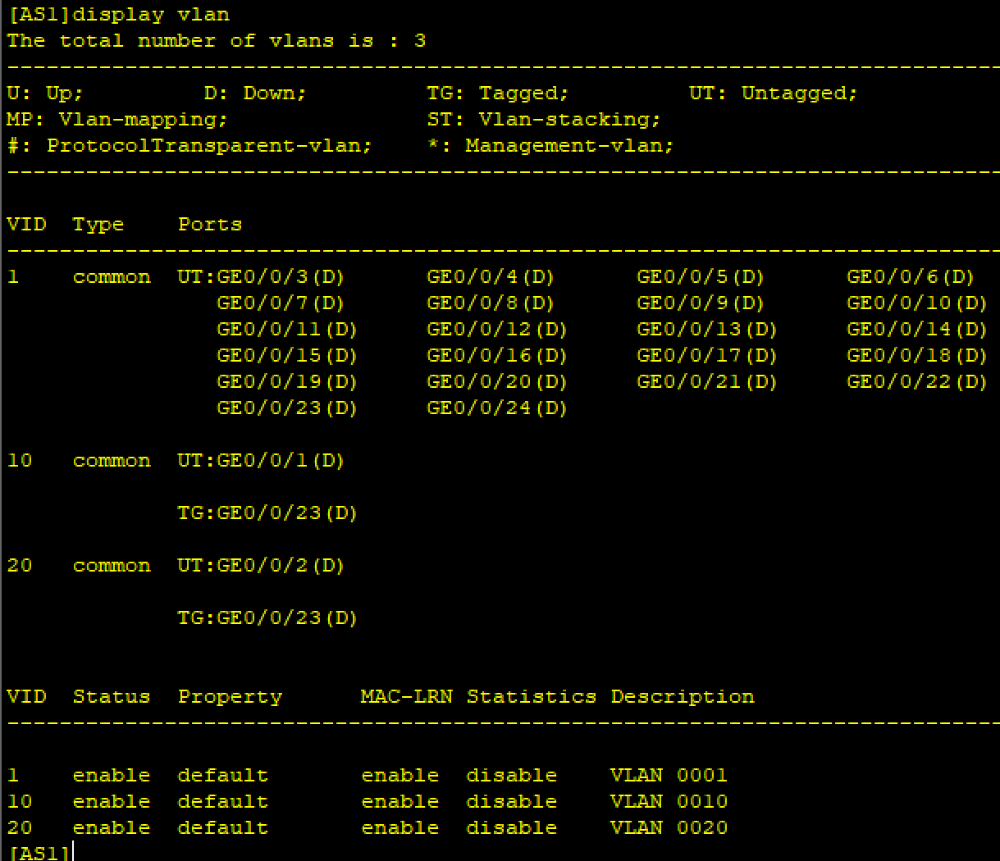 [AS1]display vlan
The total number of vlans is : 3
--------------------------------------------------------------------------------
U: Up;         D: Down;         TG: Tagged;         UT: Untagged;
MP: Vlan-mapping;               ST: Vlan-stacking;
#: ProtocolTransparent-vlan;    *: Management-vlan;
--------------------------------------------------------------------------------
VID  Type    Ports
--------------------------------------------------------------------------------
1    common  UT:GE0/0/3(D)      GE0/0/4(D)      GE0/0/5(D)      GE0/0/6(D)
                GE0/0/7(D)      GE0/0/8(D)      GE0/0/9(D)      GE0/0/10(D)
                GE0/0/11(D)     GE0/0/12(D)     GE0/0/13(D)     GE0/0/14(D)
                GE0/0/15(D)     GE0/0/16(D)     GE0/0/17(D)     GE0/0/18(D)
                GE0/0/19(D)     GE0/0/20(D)     GE0/0/21(D)     GE0/0/22(D)
                GE0/0/23(D)     GE0/0/24(D)
10   common  UT:GE0/0/1(D)
             TG:GE0/0/23(D)
20   common  UT:GE0/0/2(D)
             TG:GE0/0/23(D)
VID  Status  Property      MAC-LRN Statistics Description
--------------------------------------------------------------------------------
1    enable  default       enable  disable    VLAN 0001
10   enable  default       enable  disable    VLAN 0010
20   enable  default       enable  disable    VLAN 0020
[AS1]